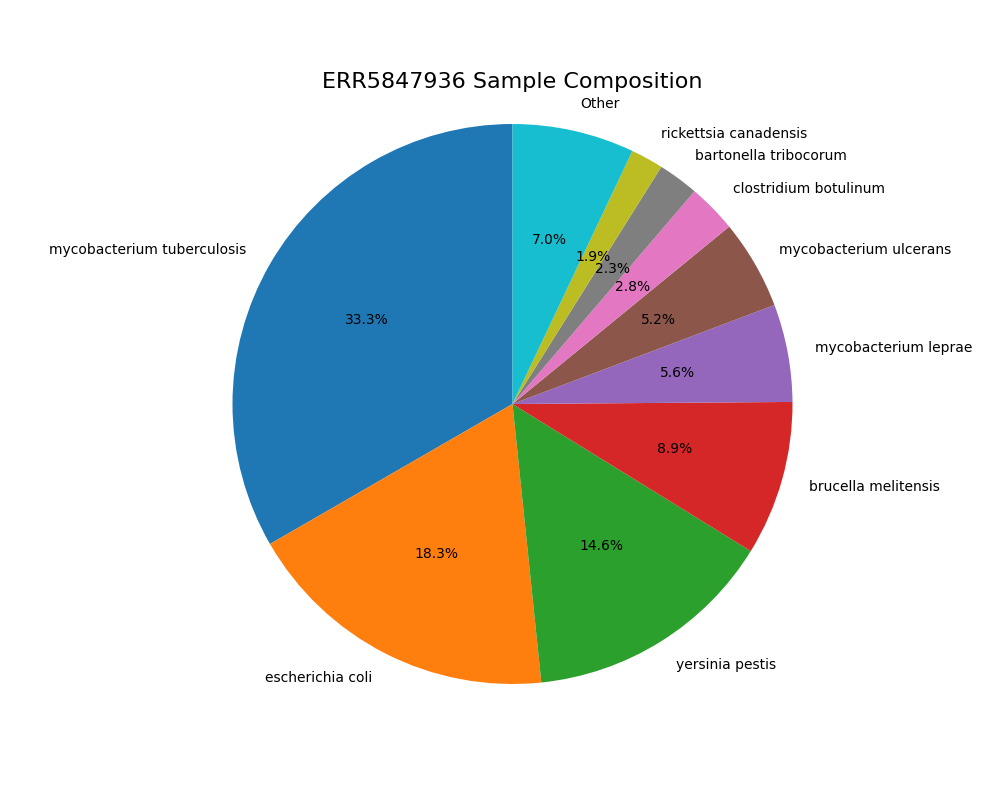 ERR5847936 Sample Composition
Other
rickettsia canadensis
bartonella tribocorum
clostridium botulinum
mycobacterium ulcerans
mycobacterium tuberculosis
mycobacterium leprae
brucella melitensis
yersinia pestis
escherichia coli
7.0%
1.9%
2.3%
2.8%
5.2%
33.3%
5.6%
8.9%
14.6%
18.3%